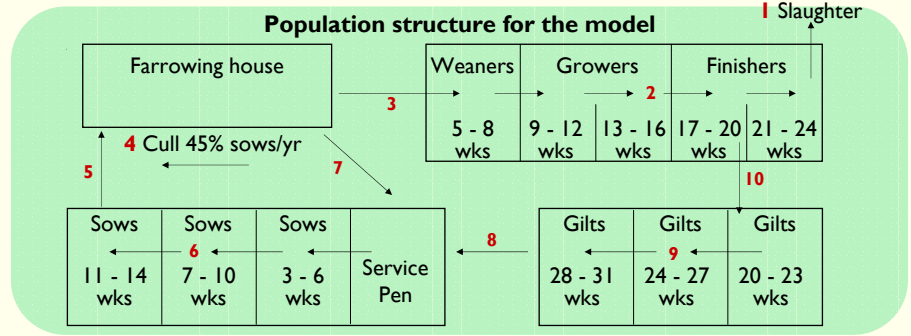 1 Slaughter
Population structure for the model
Farrowing house
Weaners
Growers
Finishers
3
2
5 - 8
wks
9 - 12
wks
13 - 16
wks
17 - 20
wks
21 - 24
wks
4 Cull 45% sows/yr
5
7
10
Sows
Sows
Sows
6
11 - 14
wks
7 - 10
wks
3 - 6
wks
Service
Pen
8
Gilts
Gilts
Gilts
9
28 - 31
wks
24 - 27
wks
20 - 23
wks